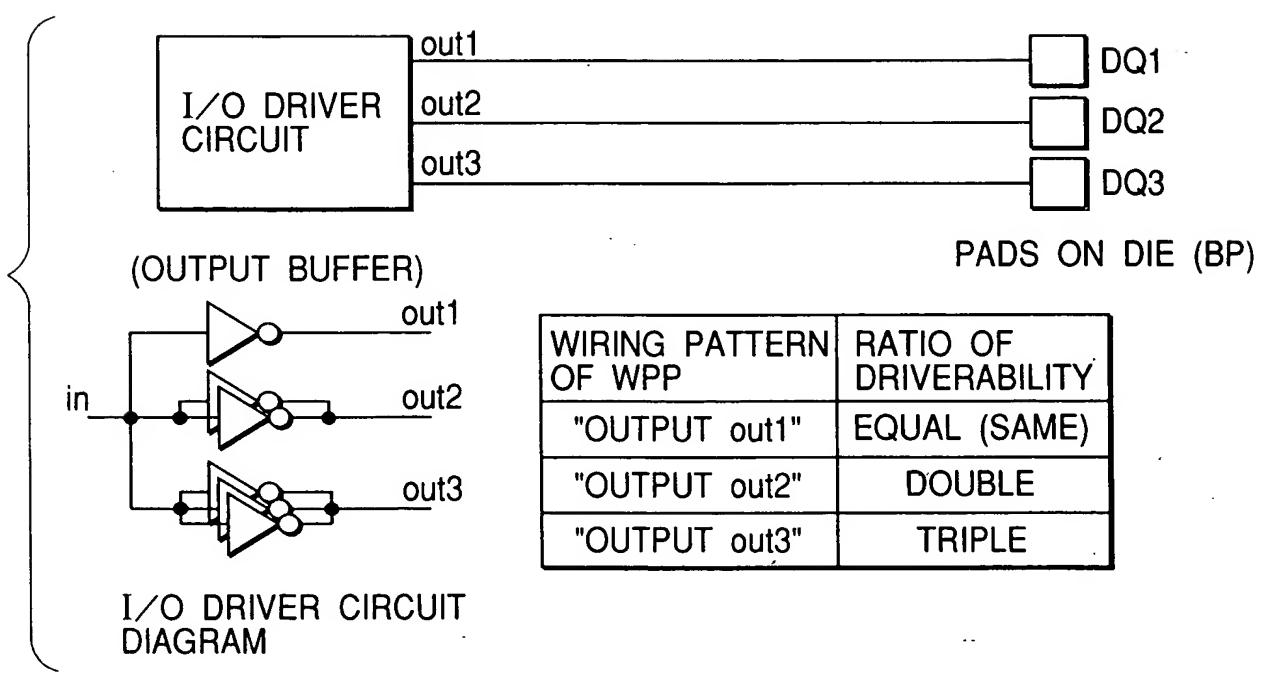 out1
I/O DRIVER
CIRCUIT
out2
out3
DQ1
DQ2
DQ3
PADS ON DIE (BP)
(OUTPUT BUFFER)
out1
in
out2
out3
I/O DRIVER CIRCUIT
DIAGRAM
WIRING PATTERN
OF WPP
RATIO OF
DRIVERABILITY
"OUTPUT out1"
EQUAL (SAME)
"OUTPUT out2"
DOUBLE
"OUTPUT out3"
TRIPLE